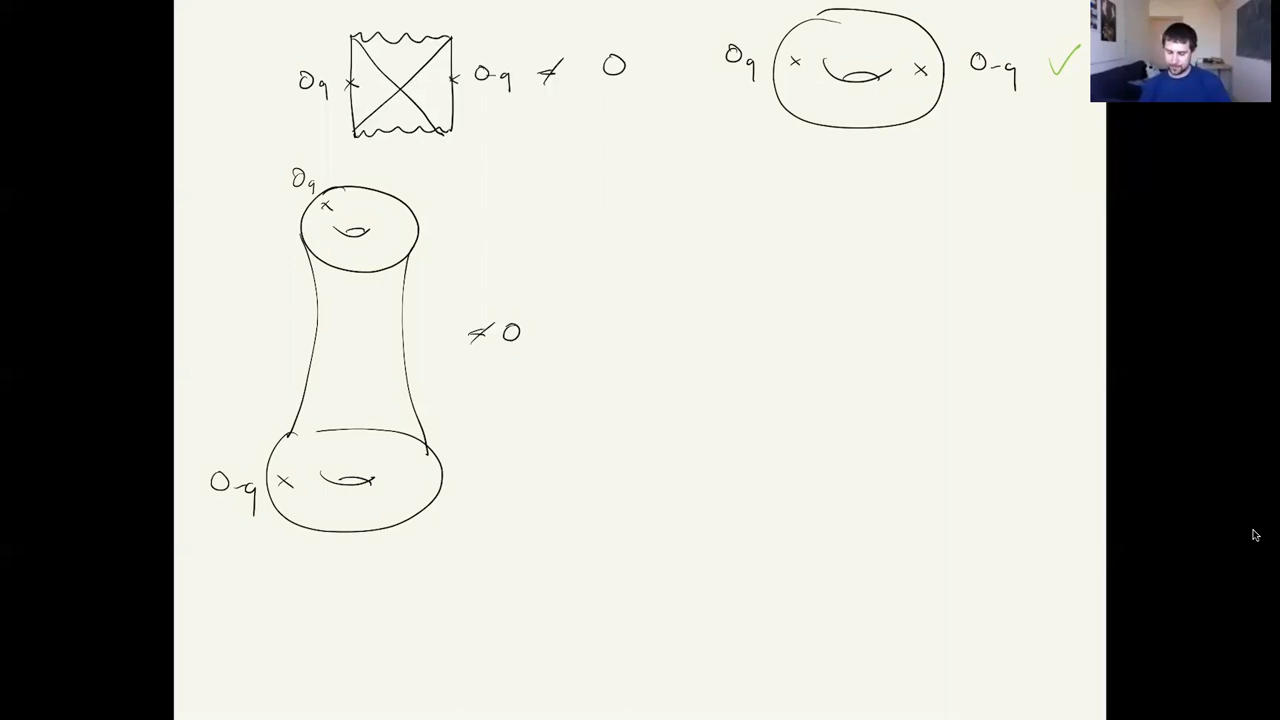 O_q O_-q ≠ 0
O_q O_-q ✓
O_q
≠ 0
O_-q